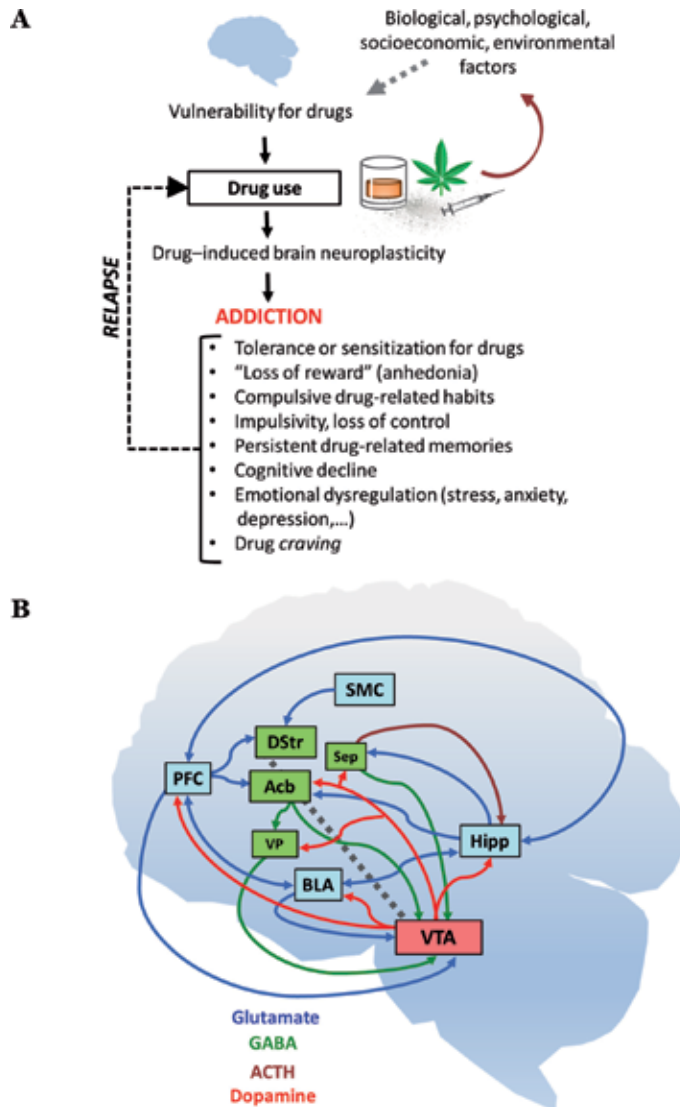 A
Biological, psychological,
socioeconomic, environmental
factors
Vulnerability for drugs
Drug use
Drug–induced brain neuroplasticity
RELAPSE
ADDICTION
• Tolerance or sensitization for drugs
• “Loss of reward” (anhedonia)
• Compulsive drug-related habits
• Impulsivity, loss of control
• Persistent drug-related memories
• Cognitive decline
• Emotional dysregulation (stress, anxiety,
depression,...)
• Drug craving
B
SMC
DStr
Sep
PFC
Acb
VP
Hipp
BLA
VTA
Glutamate
GABA
ACTH
Dopamine